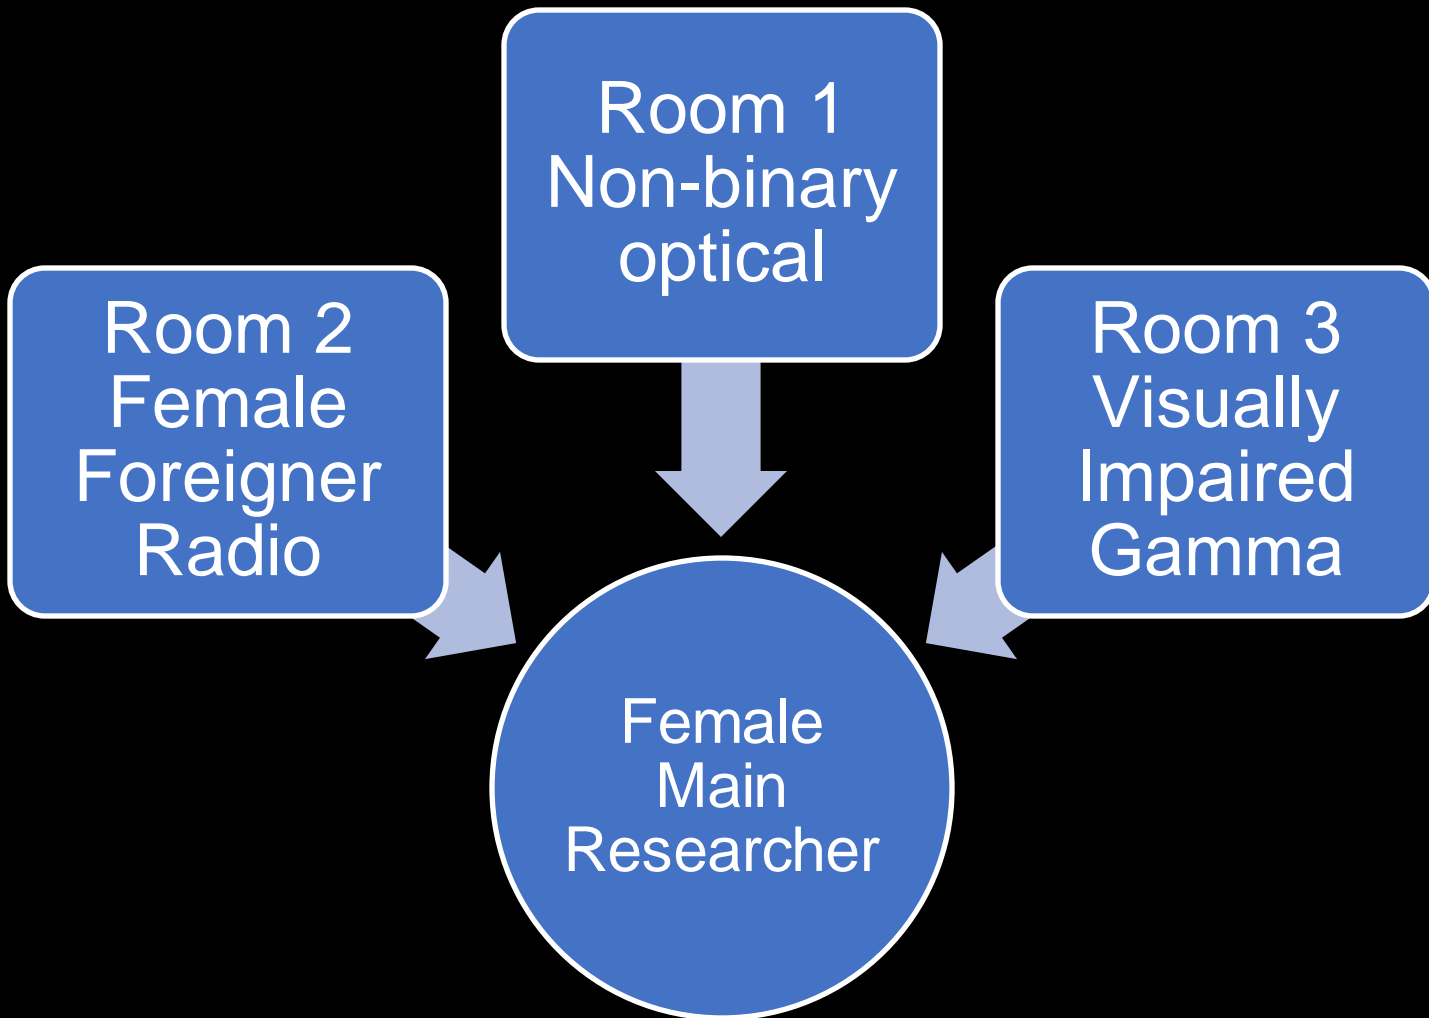 Room 1
Non-binary
optical
Room 2
Female
Foreigner
Radio
Room 3
Visually
Impaired
Gamma
Female
Main
Researcher